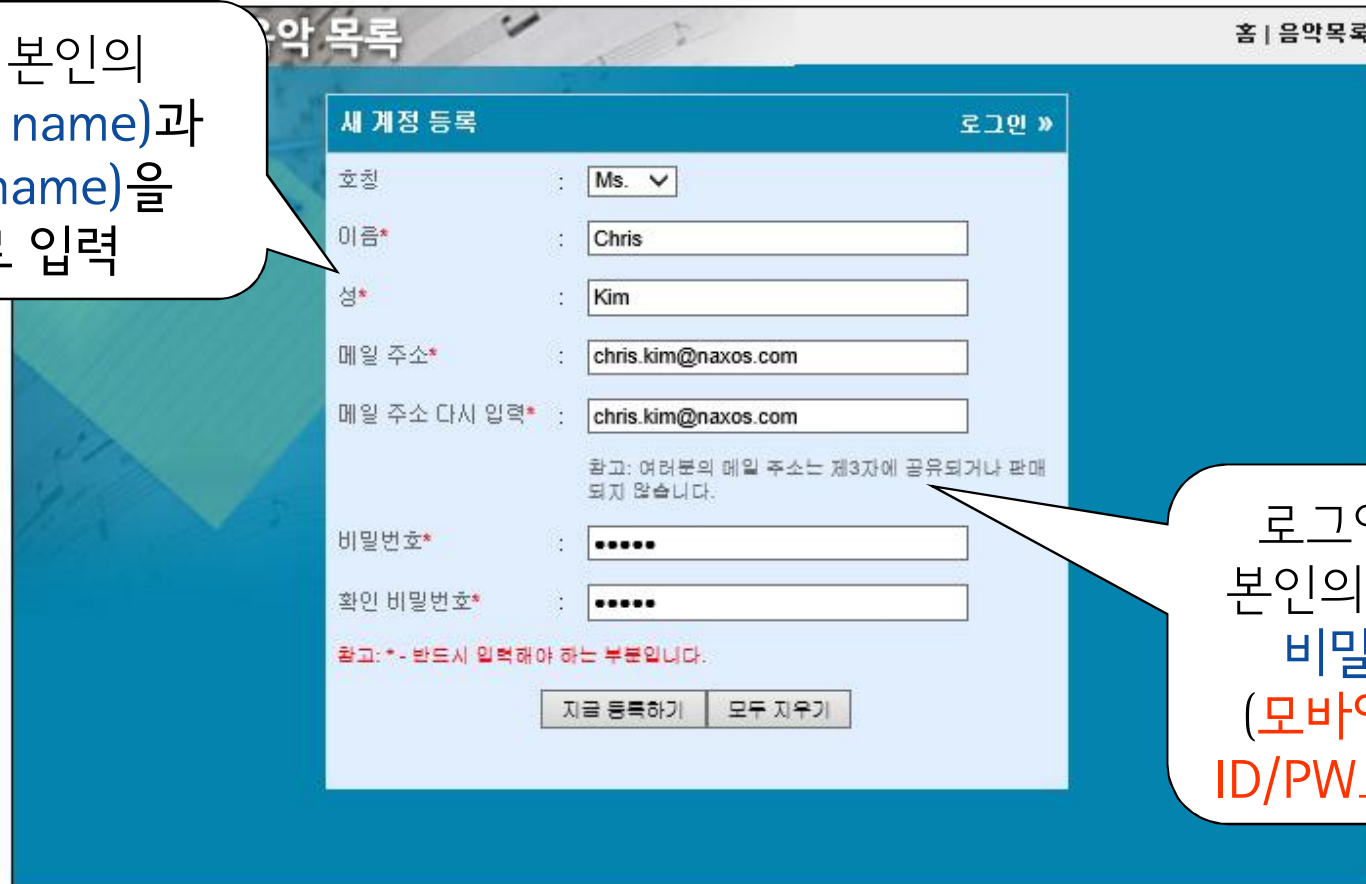 악 목록
홈 | 음악목록
본인의
name)과
name)을
입력
새 계정 등록
로그인 »
호칭 : Ms.
이름* : Chris
성* : Kim
메일 주소* : chris.kim@naxos.com
메일 주소 다시 입력* : chris.kim@naxos.com
참고: 여러분의 메일 주소는 제3자에 공유되거나 판매
되지 않습니다.
비밀번호* : •••••
확인 비밀번호* : •••••
참고: * - 반드시 입력해야 하는 부분입니다.
지금 등록하기 모두 지우기
로그
본인의
비밀
(모바
ID/PW